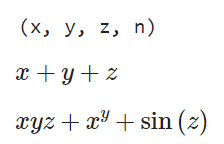 (x, y, z, n)
x + y + z
xyz + x^y + sin (z)